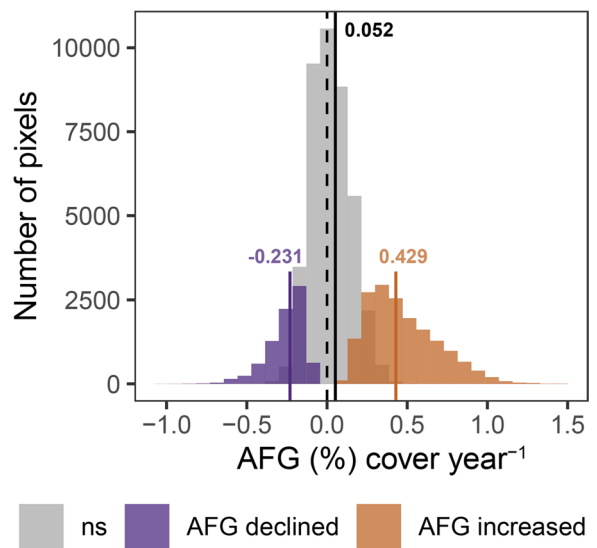 0.052
10000
7500
5000
2500
0
Number of pixels
-0.231
0.429
−1.0 −0.5 0.0 0.5 1.0 1.5
AFG (%) cover year⁻¹
ns AFG declined AFG increased